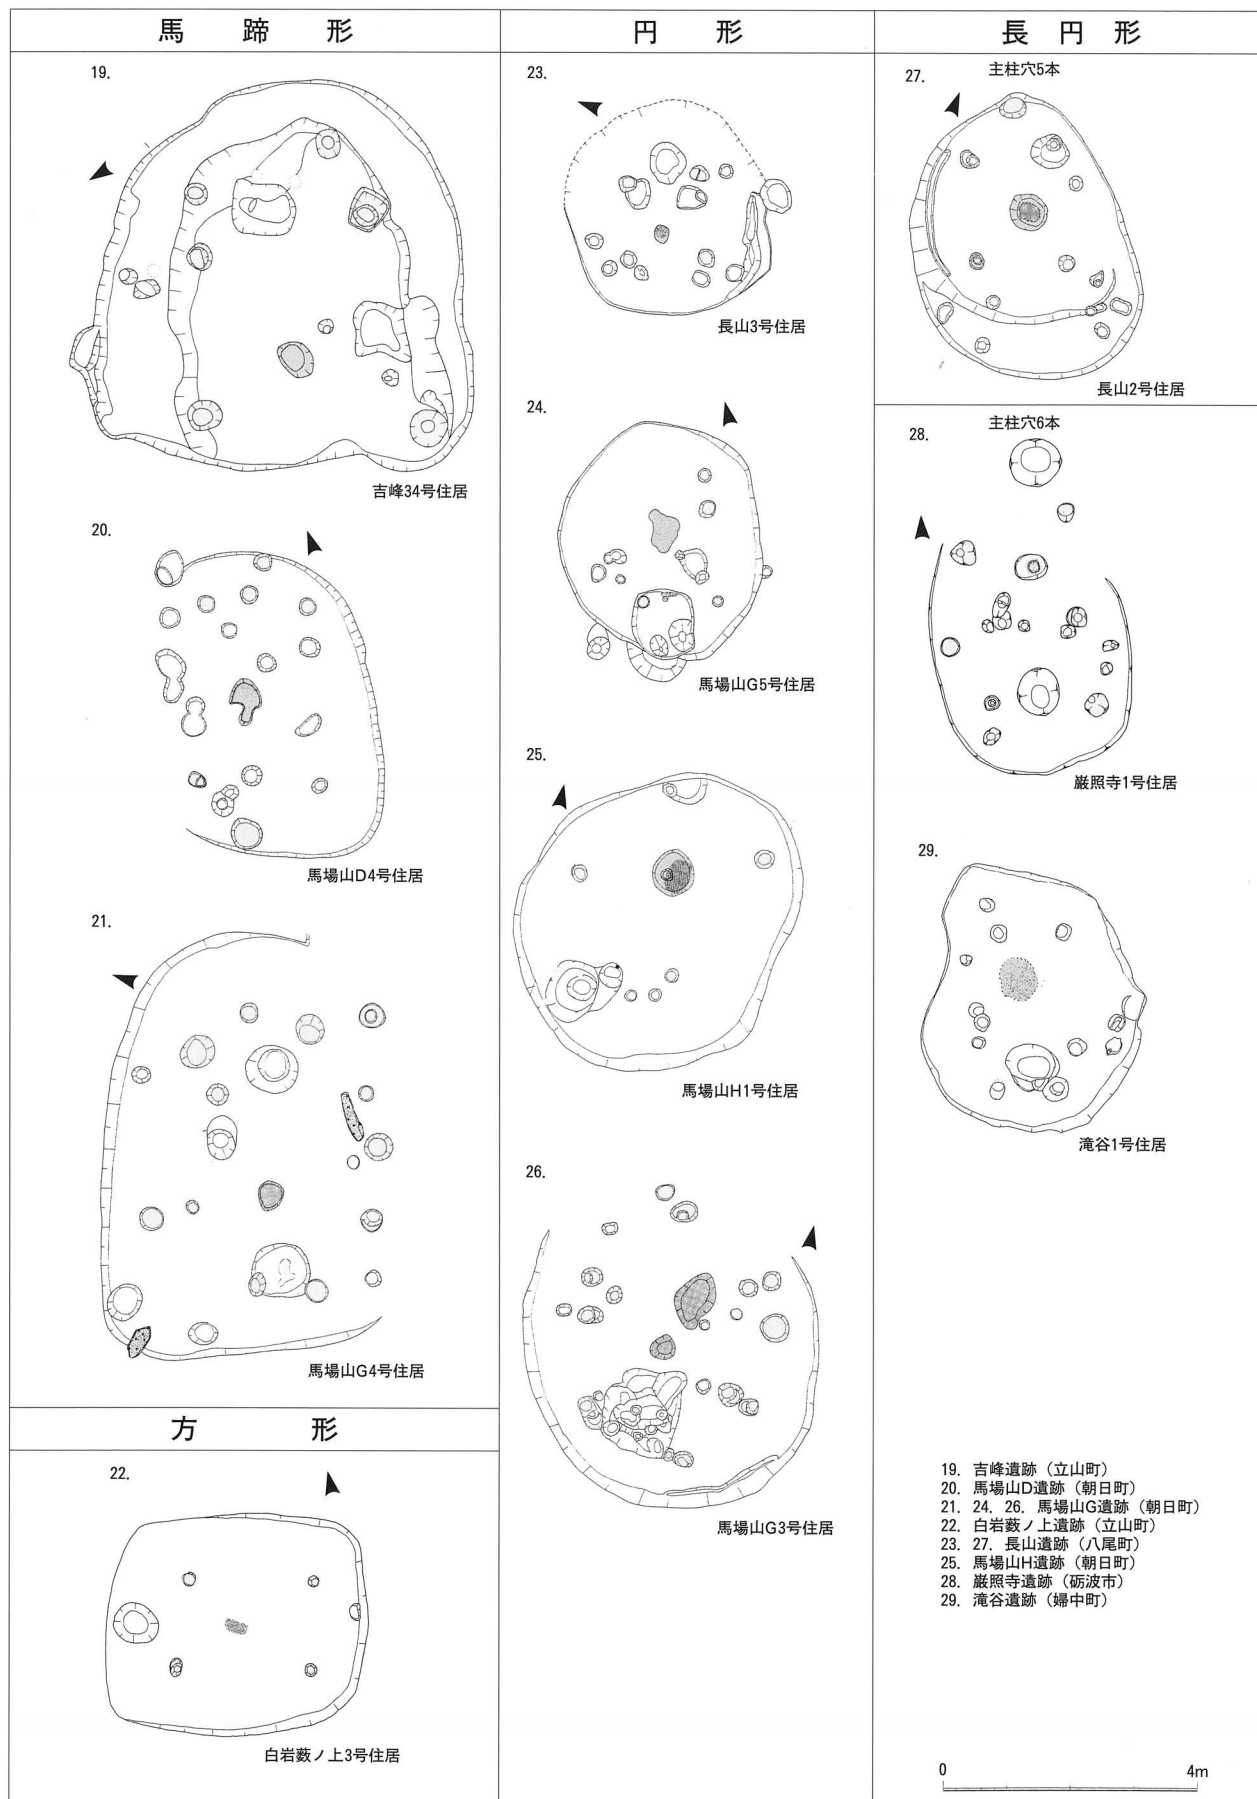 馬蹄形
19.
吉峰34号住居
20.
馬場山D4号住居
21.
馬場山G4号住居
方形
22.
白岩薮ノ上3号住居
円形
23.
長山3号住居
24.
馬場山G5号住居
25.
馬場山H1号住居
26.
馬場山G3号住居
長円形
27. 主柱穴5本
長山2号住居
28. 主柱穴6本
巌照寺1号住居
29.
滝谷1号住居
19. 吉峰遺跡（立山町）
20. 馬場山D遺跡（朝日町）
21. 24. 26. 馬場山G遺跡（朝日町）
22. 白岩薮ノ上遺跡（立山町）
23. 27. 長山遺跡（八尾町）
25. 馬場山H遺跡（朝日町）
28. 巌照寺遺跡（砺波市）
29. 滝谷遺跡（婦中町）
0 4m